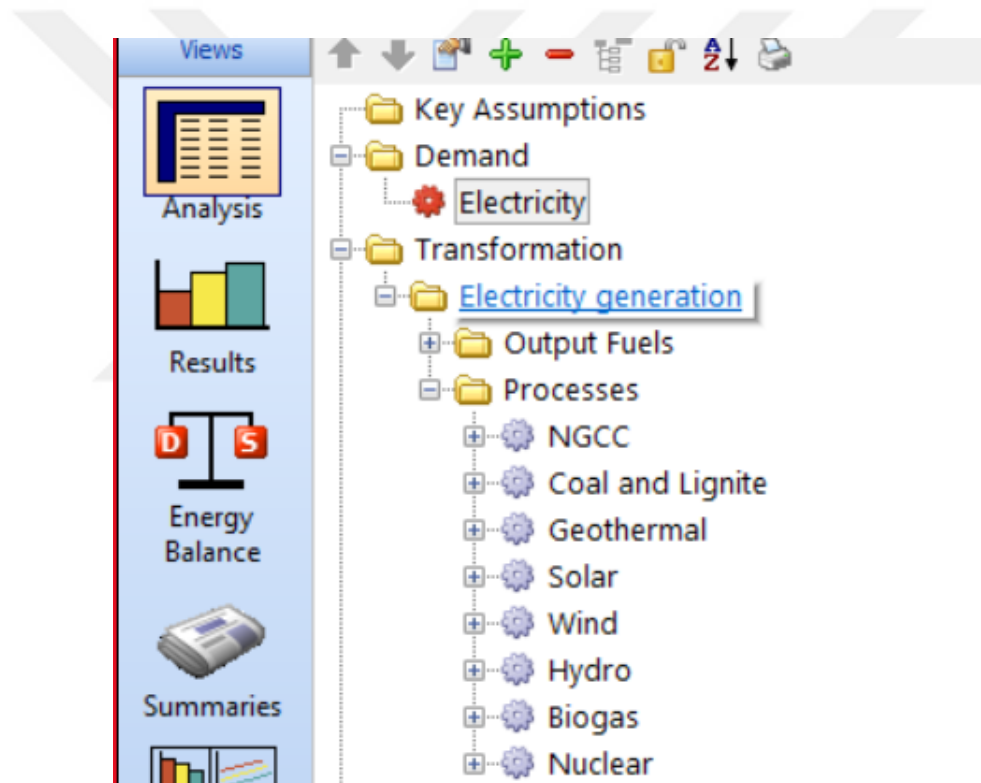 Views
A
Z
Key Assumptions
Demand
Electricity
Analysis
Transformation
Electricity generation
Results
Output Fuels
Processes
D S
NGCC
Coal and Lignite
Energy
Balance
Geothermal
Solar
Wind
Hydro
Summaries
Biogas
Nuclear